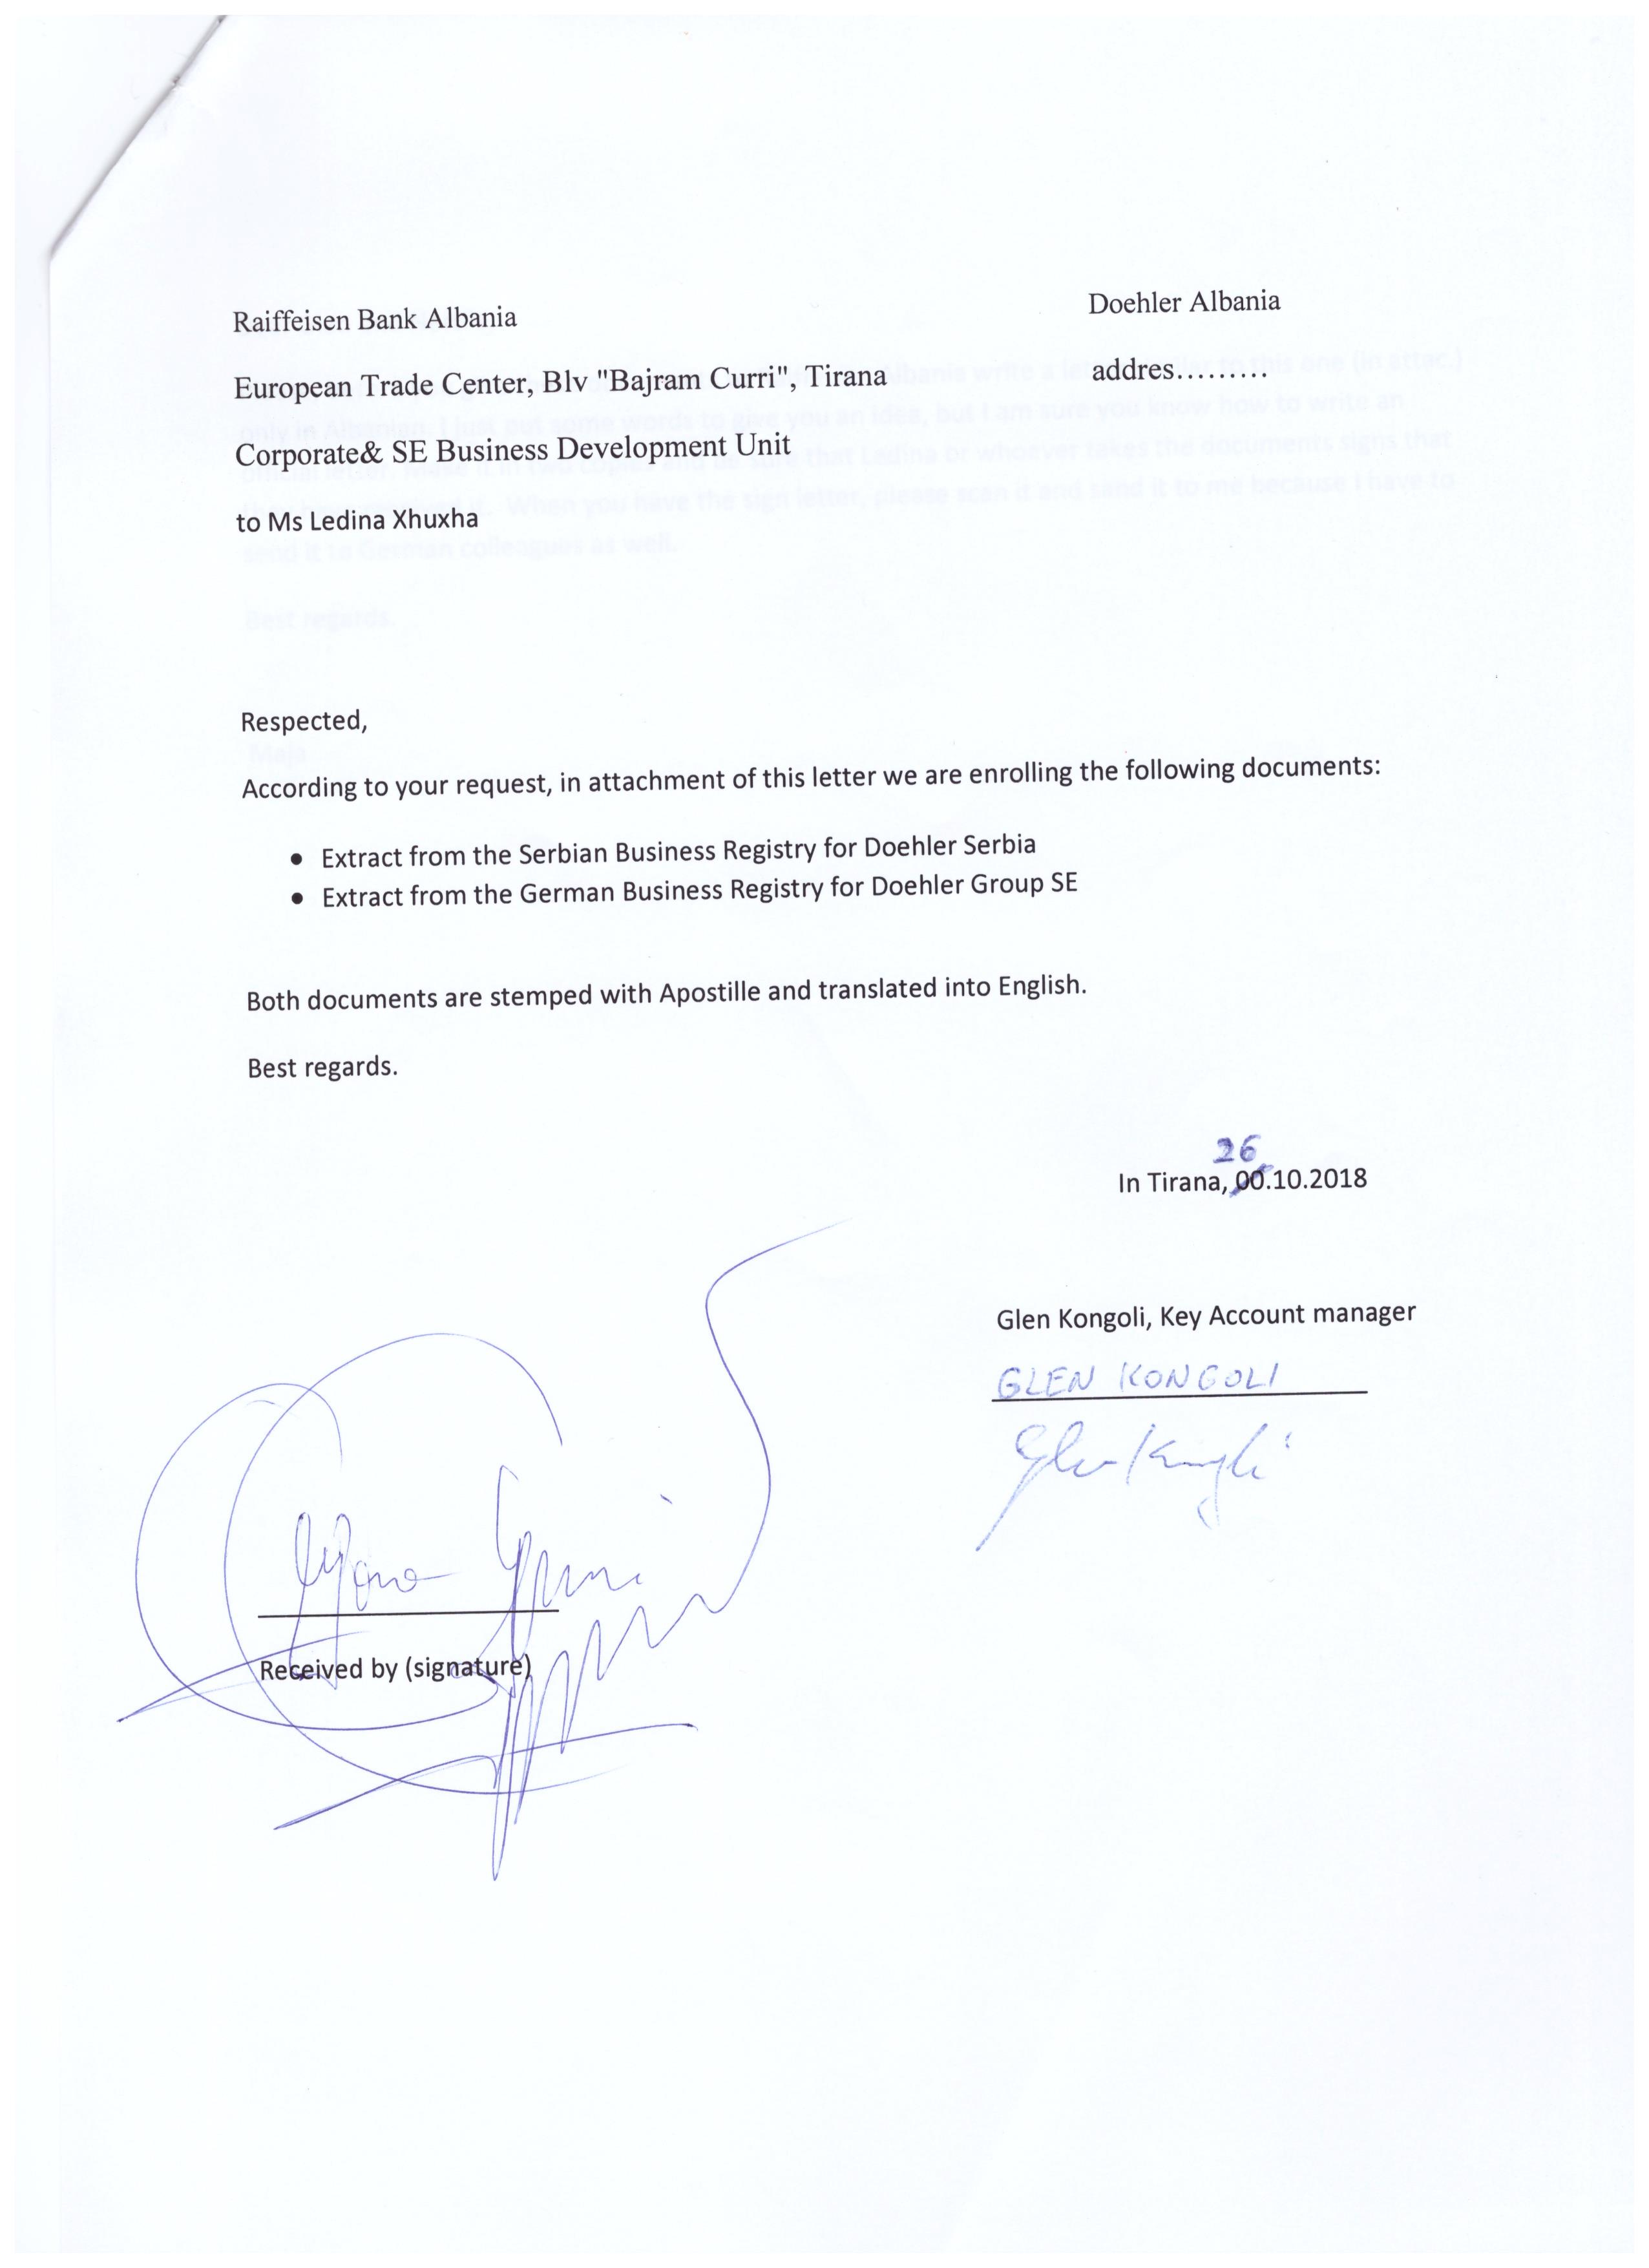 Raiffeisen Bank Albania
Doehler Albania
European Trade Center, Blv "Bajram Curri", Tirana
addres.........
Corporate& SE Business Development Unit
to Ms Ledina Xhuxha
Respected,
According to your request, in attachment of this letter we are enrolling the following documents:
• Extract from the Serbian Business Registry for Doehler Serbia
• Extract from the German Business Registry for Doehler Group SE
Both documents are stemped with Apostille and translated into English.
Best regards.
26
In Tirana, 00.10.2018
Glen Kongoli, Key Account manager
GLEN KONGOLI
Glen Kongoli
Received by (signature)